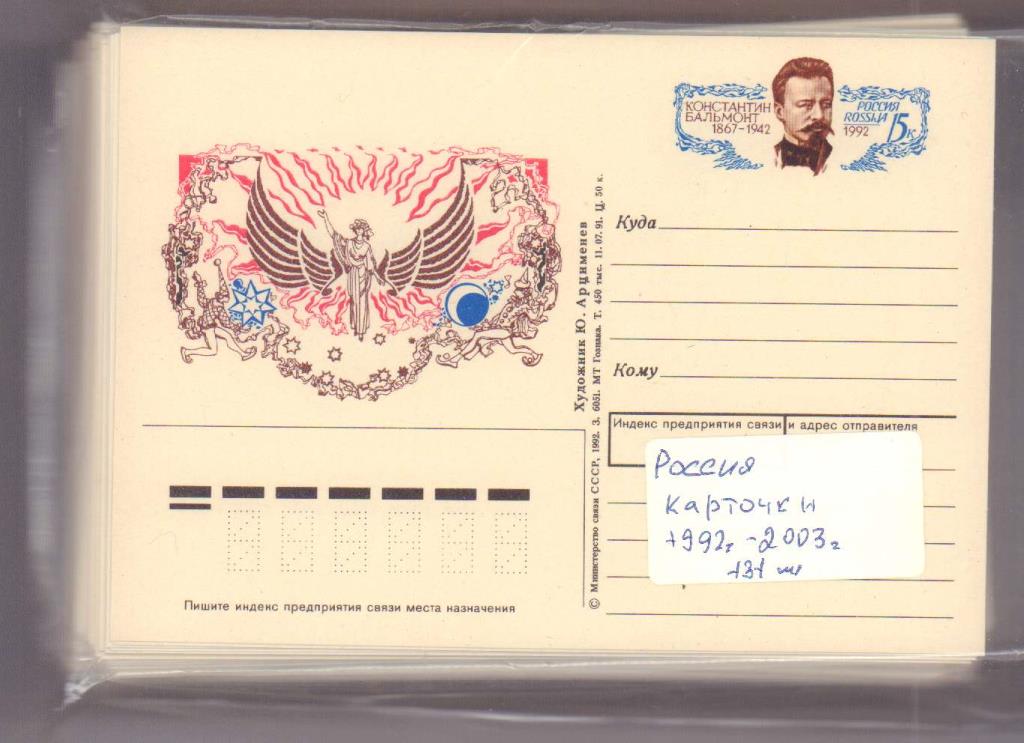 КОНСТАНТИН
БАЛЬМОНТ
1867-1942
РОССИЯ
ROSSIJA
1992
15к
Куда
Кому
Художник Ю. Арцименев
© Министерство связи СССР, 1992. З. 6051. МТ Гознака. Т. 450 тыс. 11.07.91. Ц. 50 к.
Индекс предприятия связи и адрес отправителя
Россия
карточки
1992г-2003г
131 шт
Пишите индекс предприятия связи места назначения